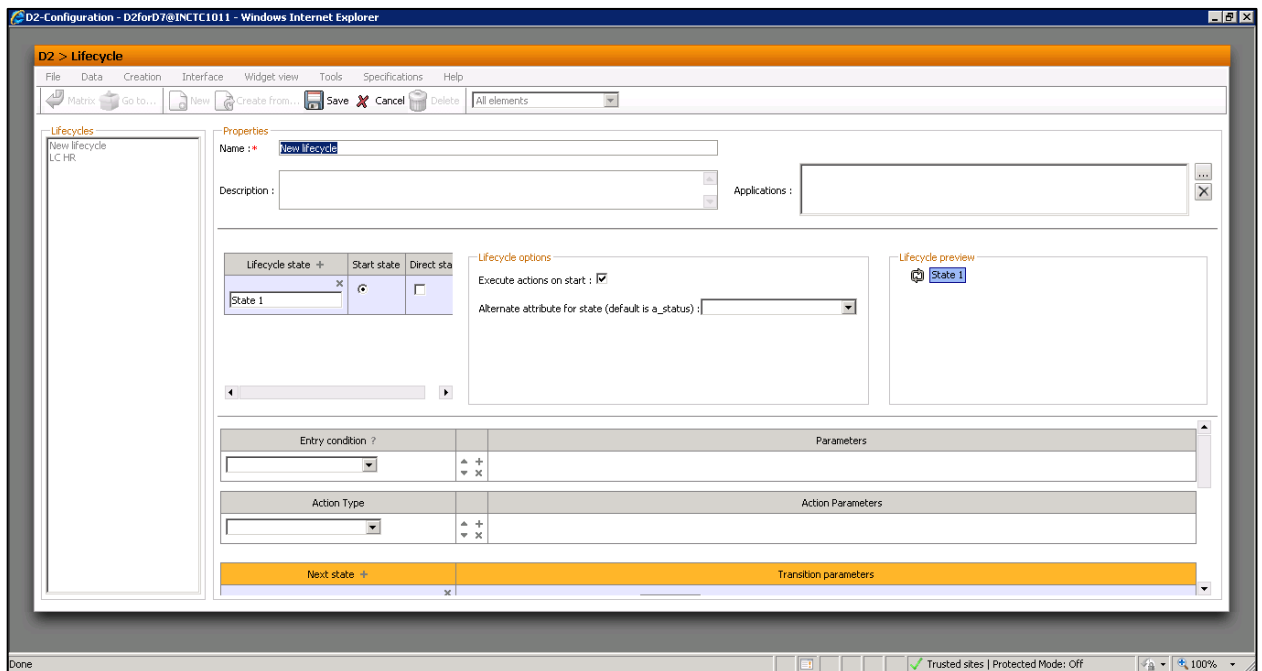 D2-Configuration - D2forD7@INCTC1011 - Windows Internet Explorer
D2 > Lifecycle
File Data Creation Interface Widget view Tools Specifications Help
Matrix Go to... New Create from... Save Cancel Delete All elements
Lifecycles
New lifecycle
LC HR
Properties
Name :* New lifecycle
Description :
Applications :
...
Lifecycle state + Start state Direct sta
State 1
Lifecycle options
Execute actions on start :
Alternate attribute for state (default is a_status) :
Lifecycle preview
State 1
Entry condition ? Parameters
Action Type Action Parameters
Next state + Transition parameters
Done Trusted sites | Protected Mode: Off 100%